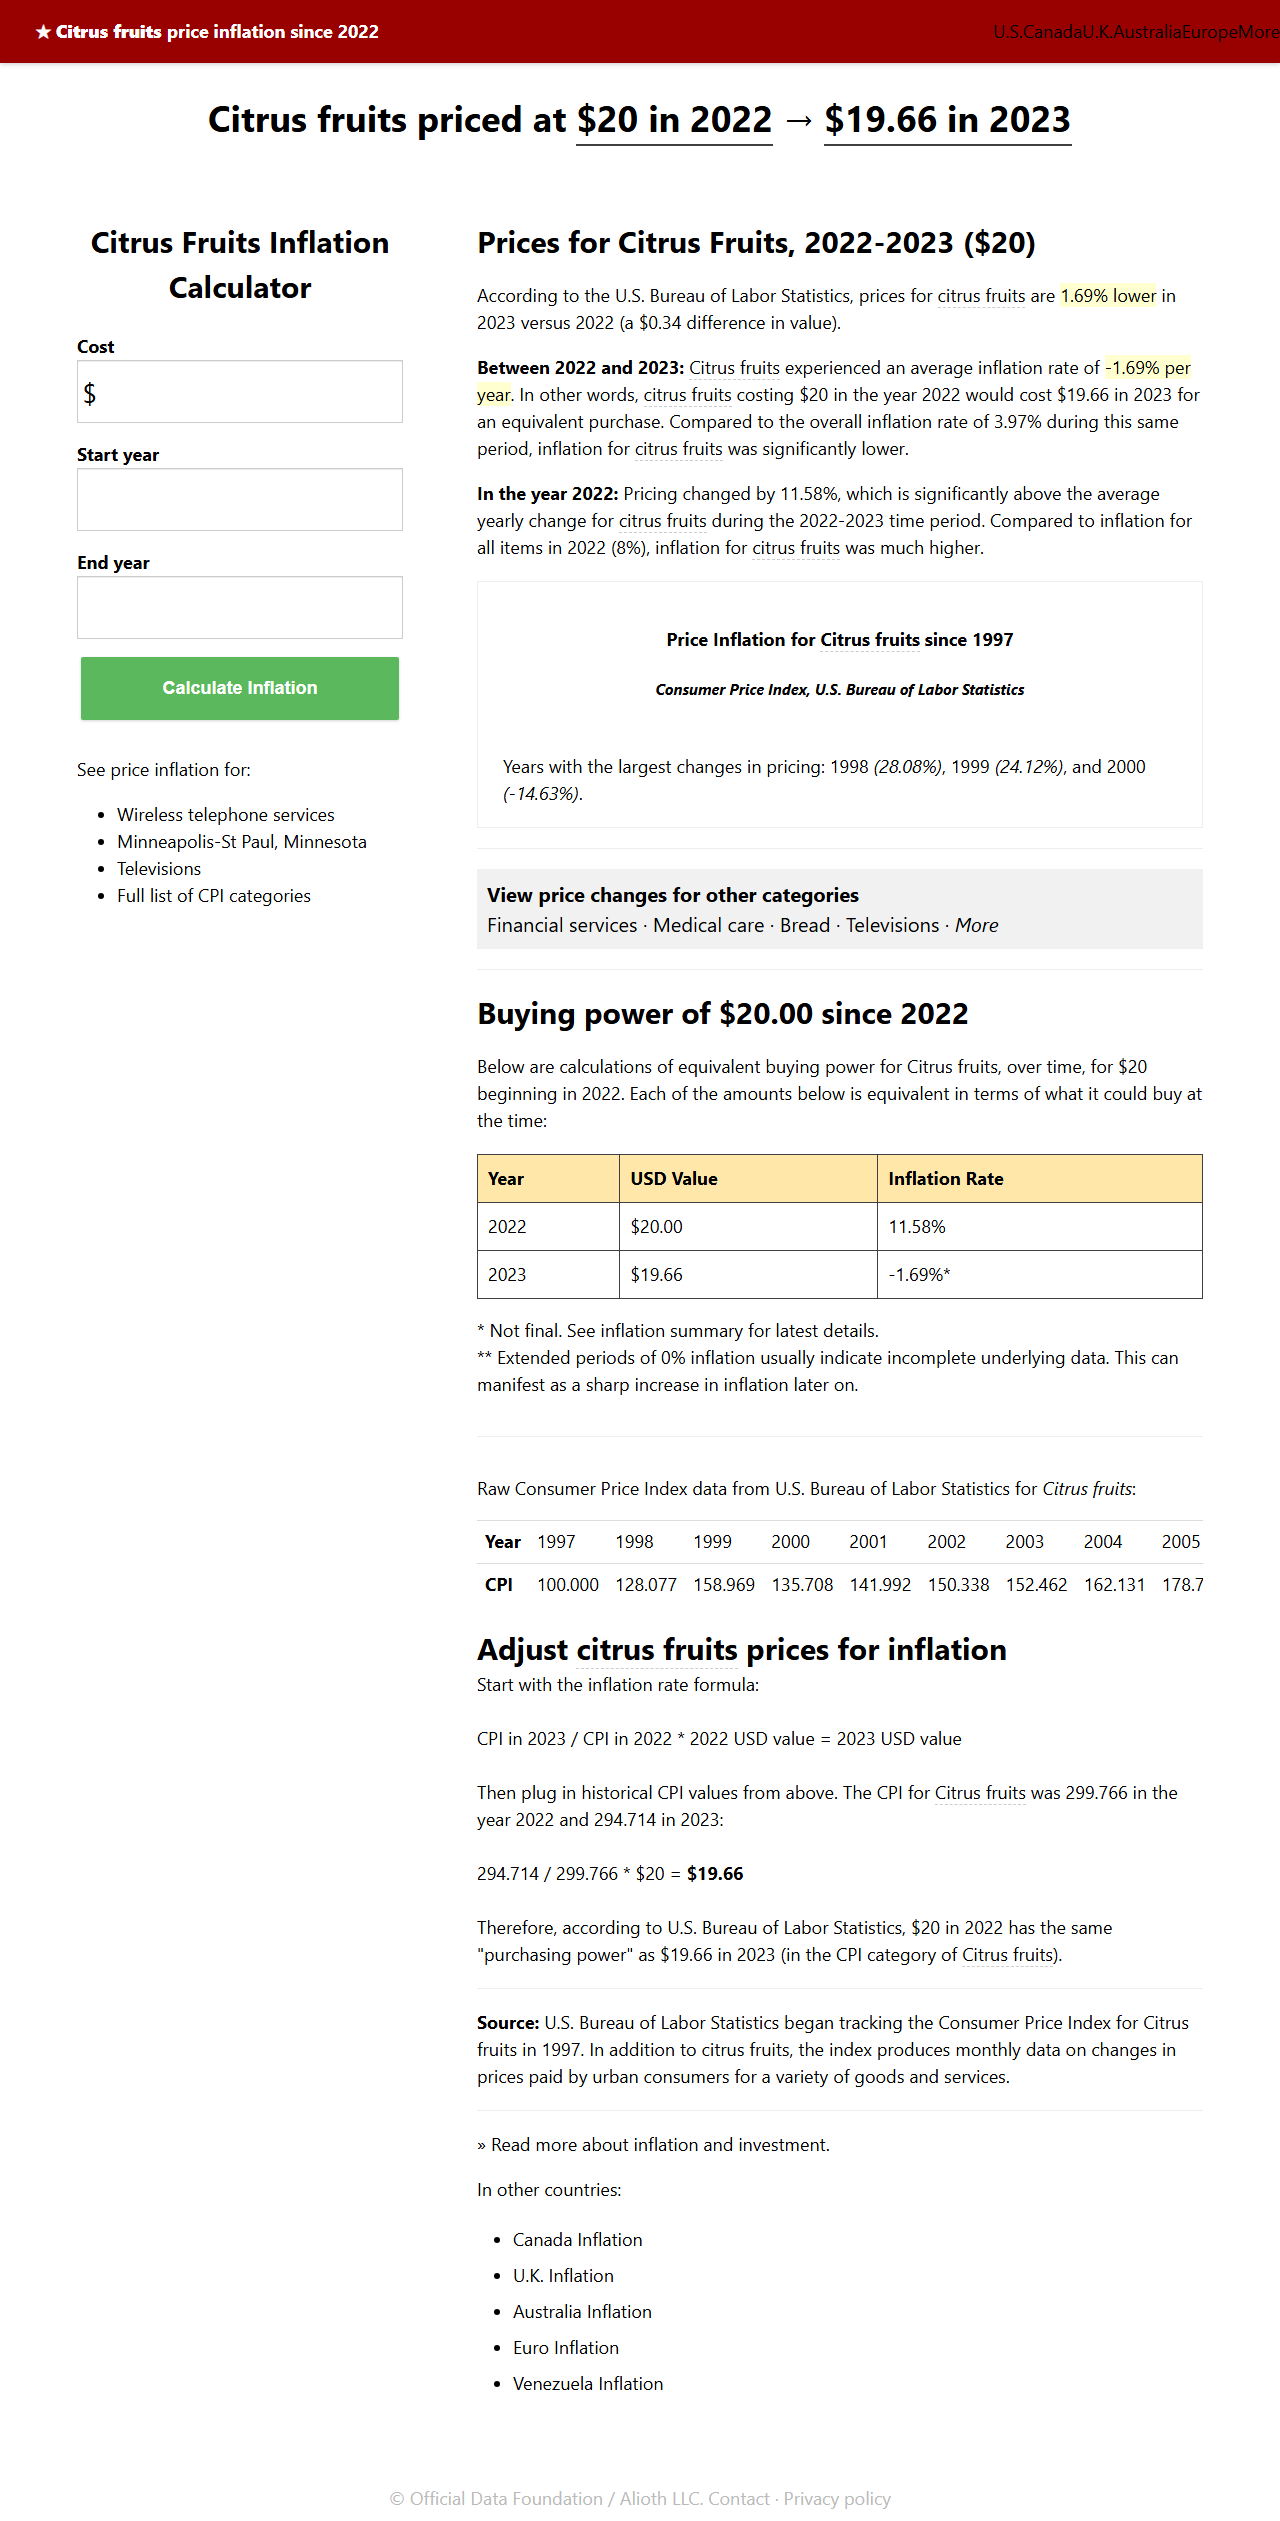 ★ Citrus fruits price inflation since 2022
U.S.CanadaU.K.AustraliaEuropeMore
Citrus fruits priced at $20 in 2022 → $19.66 in 2023
Citrus Fruits Inflation
Calculator
Cost
$
Start year
End year
Calculate Inflation
See price inflation for:
• Wireless telephone services
• Minneapolis-St Paul, Minnesota
• Televisions
• Full list of CPI categories
Prices for Citrus Fruits, 2022-2023 ($20)
According to the U.S. Bureau of Labor Statistics, prices for citrus fruits are 1.69% lower in
2023 versus 2022 (a $0.34 difference in value).
Between 2022 and 2023: Citrus fruits experienced an average inflation rate of -1.69% per
year. In other words, citrus fruits costing $20 in the year 2022 would cost $19.66 in 2023 for
an equivalent purchase. Compared to the overall inflation rate of 3.97% during this same
period, inflation for citrus fruits was significantly lower.
In the year 2022: Pricing changed by 11.58%, which is significantly above the average
yearly change for citrus fruits during the 2022-2023 time period. Compared to inflation for
all items in 2022 (8%), inflation for citrus fruits was much higher.
Price Inflation for Citrus fruits since 1997
Consumer Price Index, U.S. Bureau of Labor Statistics
Years with the largest changes in pricing: 1998 (28.08%), 1999 (24.12%), and 2000
(-14.63%).
View price changes for other categories
Financial services · Medical care · Bread · Televisions · More
Buying power of $20.00 since 2022
Below are calculations of equivalent buying power for Citrus fruits, over time, for $20
beginning in 2022. Each of the amounts below is equivalent in terms of what it could buy at
the time:
Year USD Value Inflation Rate
2022 $20.00 11.58%
2023 $19.66 -1.69%*
* Not final. See inflation summary for latest details.
** Extended periods of 0% inflation usually indicate incomplete underlying data. This can
manifest as a sharp increase in inflation later on.
Raw Consumer Price Index data from U.S. Bureau of Labor Statistics for Citrus fruits:
Year 1997 1998 1999 2000 2001 2002 2003 2004 2005
CPI 100.000 128.077 158.969 135.708 141.992 150.338 152.462 162.131 178.7
Adjust citrus fruits prices for inflation
Start with the inflation rate formula:
CPI in 2023 / CPI in 2022 * 2022 USD value = 2023 USD value
Then plug in historical CPI values from above. The CPI for Citrus fruits was 299.766 in the
year 2022 and 294.714 in 2023:
294.714 / 299.766 * $20 = $19.66
Therefore, according to U.S. Bureau of Labor Statistics, $20 in 2022 has the same
"purchasing power" as $19.66 in 2023 (in the CPI category of Citrus fruits).
Source: U.S. Bureau of Labor Statistics began tracking the Consumer Price Index for Citrus
fruits in 1997. In addition to citrus fruits, the index produces monthly data on changes in
prices paid by urban consumers for a variety of goods and services.
» Read more about inflation and investment.
In other countries:
• Canada Inflation
• U.K. Inflation
• Australia Inflation
• Euro Inflation
• Venezuela Inflation
© Official Data Foundation / Alioth LLC. Contact · Privacy policy